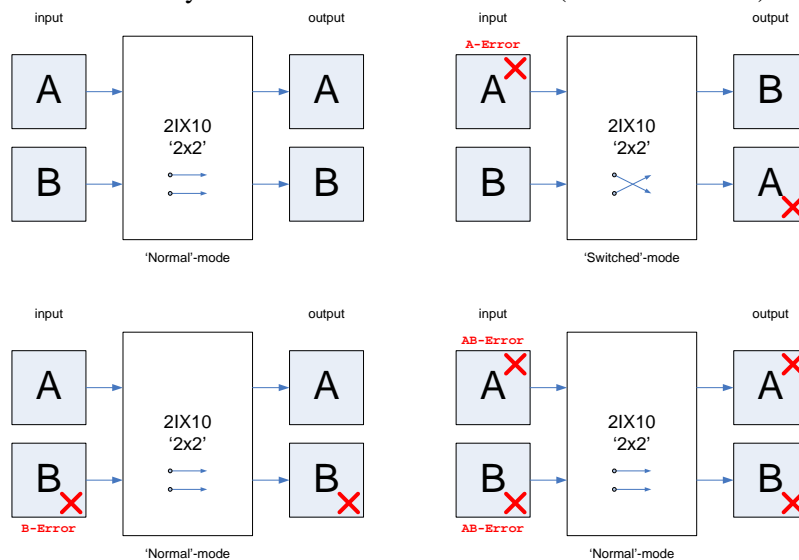 input
output
A
A
2IX10
'2x2'
B
B
'Normal'-mode
input
output
A-Error
A
B
2IX10
'2x2'
B
A
'Switched'-mode
input
output
A
A
2IX10
'2x2'
B
B
B-Error
'Normal'-mode
input
output
AB-Error
A
A
2IX10
'2x2'
B
B
AB-Error
'Normal'-mode